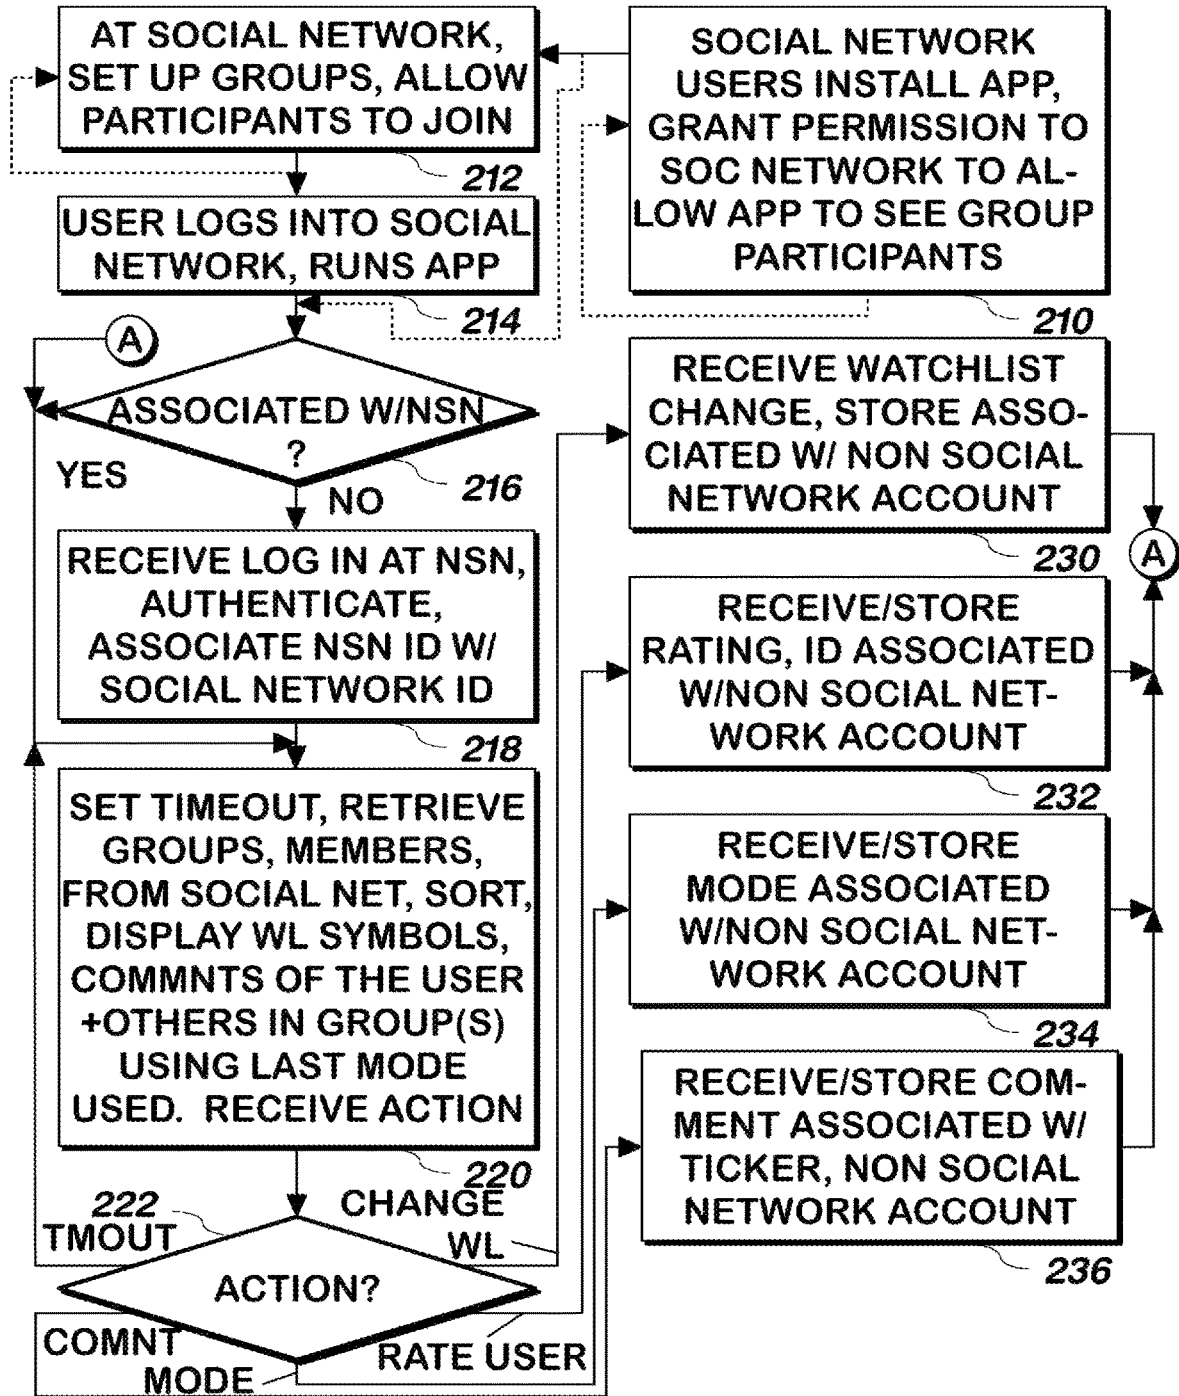 AT SOCIAL NETWORK,
SET UP GROUPS, ALLOW
PARTICIPANTS TO JOIN
212
USER LOGS INTO SOCIAL
NETWORK, RUNS APP
214
A
ASSOCIATED W/NSN
?
216
YES
NO
RECEIVE LOG IN AT NSN,
AUTHENTICATE,
ASSOCIATE NSN ID W/
SOCIAL NETWORK ID
218
SET TIMEOUT, RETRIEVE
GROUPS, MEMBERS,
FROM SOCIAL NET, SORT,
DISPLAY WL SYMBOLS,
COMMNTS OF THE USER
+OTHERS IN GROUP(S)
USING LAST MODE
USED. RECEIVE ACTION
220
222
TMOUT
CHANGE
WL
ACTION?
COMNT
MODE
RATE USER
SOCIAL NETWORK
USERS INSTALL APP,
GRANT PERMISSION TO
SOC NETWORK TO AL-
LOW APP TO SEE GROUP
PARTICIPANTS
210
RECEIVE WATCHLIST
CHANGE, STORE ASSO-
CIATED W/ NON SOCIAL
NETWORK ACCOUNT
230
A
RECEIVE/STORE
RATING, ID ASSOCIATED
W/NON SOCIAL NET-
WORK ACCOUNT
232
RECEIVE/STORE
MODE ASSOCIATED
W/NON SOCIAL NET-
WORK ACCOUNT
234
RECEIVE/STORE COM-
MENT ASSOCIATED W/
TICKER, NON SOCIAL
NETWORK ACCOUNT
236